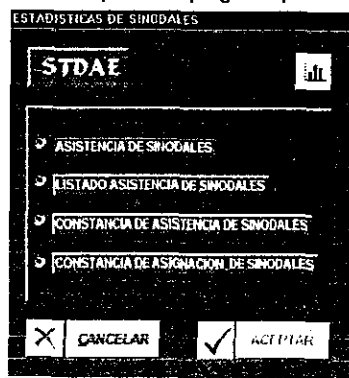 ESTADISTICAS DE SINODALES
STDAE
ASISTENCIA DE SINODALES
LISTADO ASISTENCIA DE SINODALES
CONSTANCIA DE ASISTENCIA DE SINODALES
CONSTANCIA DE ASIGNACION DE SINODALES
CANCELAR
ACEPTAR